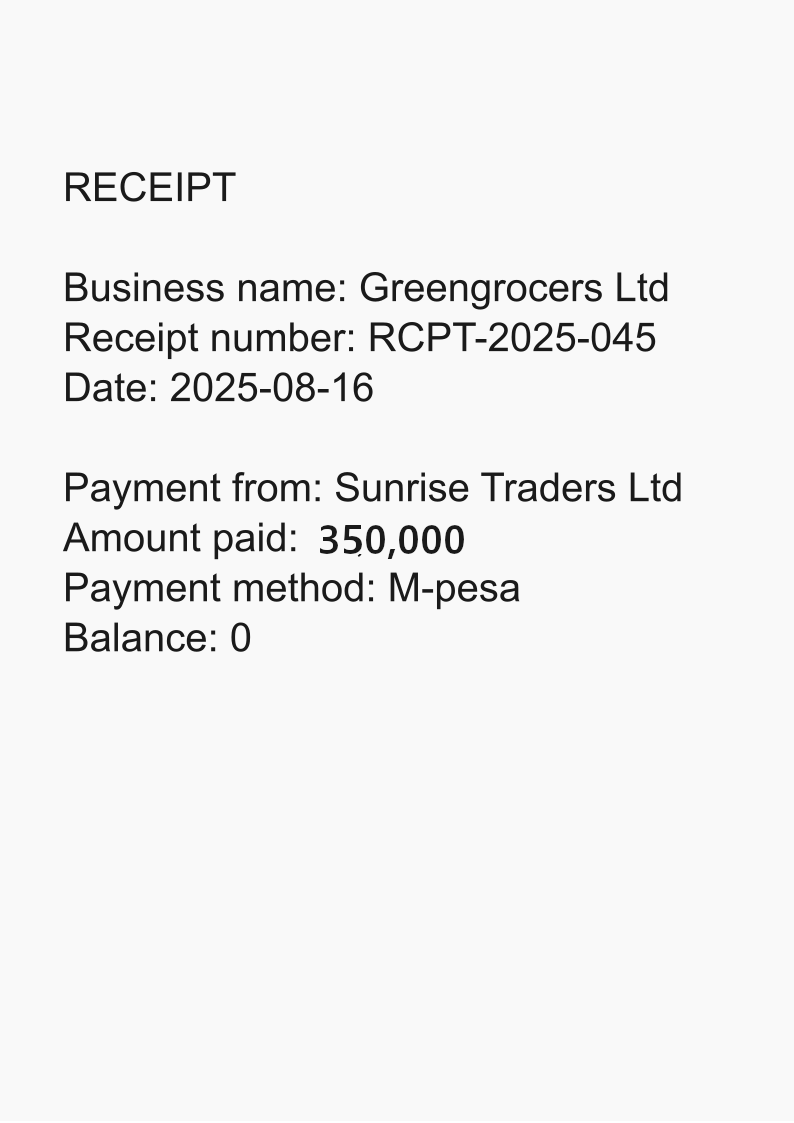 RECEIPT
Business name: Greengrocers Ltd
Receipt number: RCPT-2025-045
Date: 2025-08-16
Payment from: Sunrise Traders Ltd
Amount paid: 350,000
Payment method: M-pesa
Balance: 0